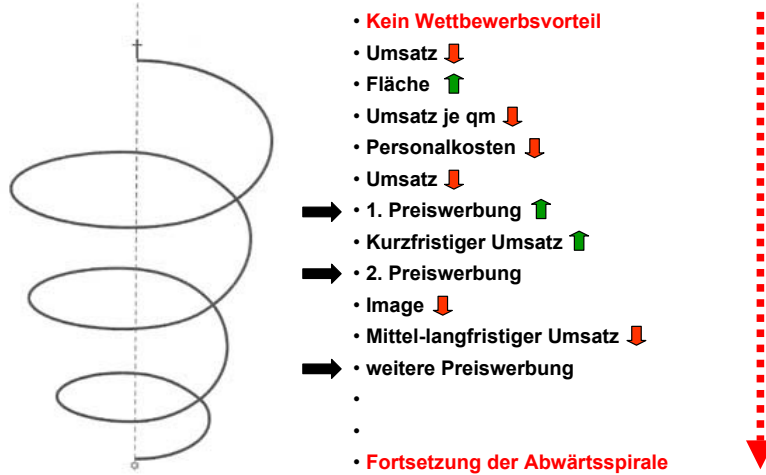 • Kein Wettbewerbsvorteil
• Umsatz
• Fläche
• Umsatz je qm
• Personalkosten
• Umsatz
• 1. Preiswerbung
• Kurzfristiger Umsatz
• 2. Preiswerbung
• Image
• Mittel-langfristiger Umsatz
• weitere Preiswerbung
•
•
• Fortsetzung der Abwärtsspirale